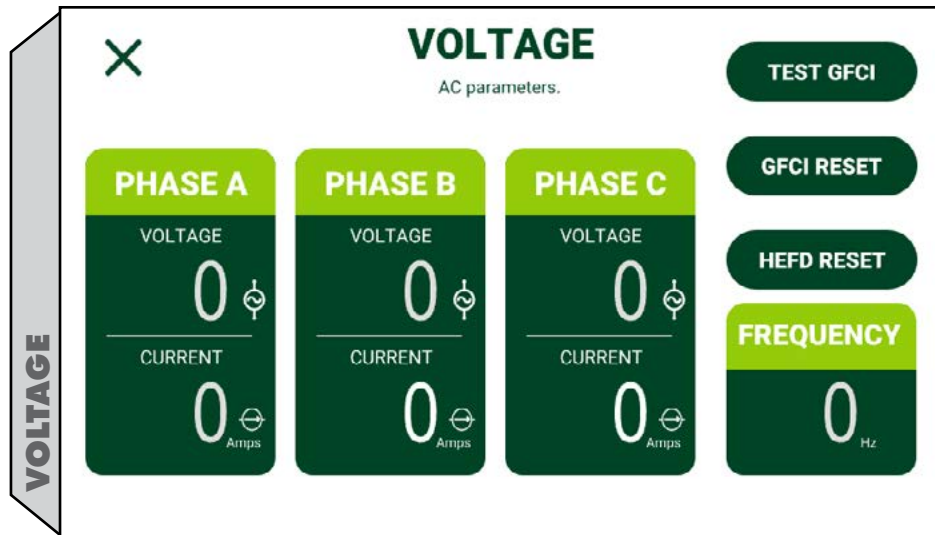 VOLTAGE
VOLTAGE
AC parameters.
TEST GFCI
GFCI RESET
HEFD RESET
PHASE A
VOLTAGE
0
CURRENT
0
Amps
PHASE B
VOLTAGE
0
CURRENT
0
Amps
PHASE C
VOLTAGE
0
CURRENT
0
Amps
FREQUENCY
0
Hz